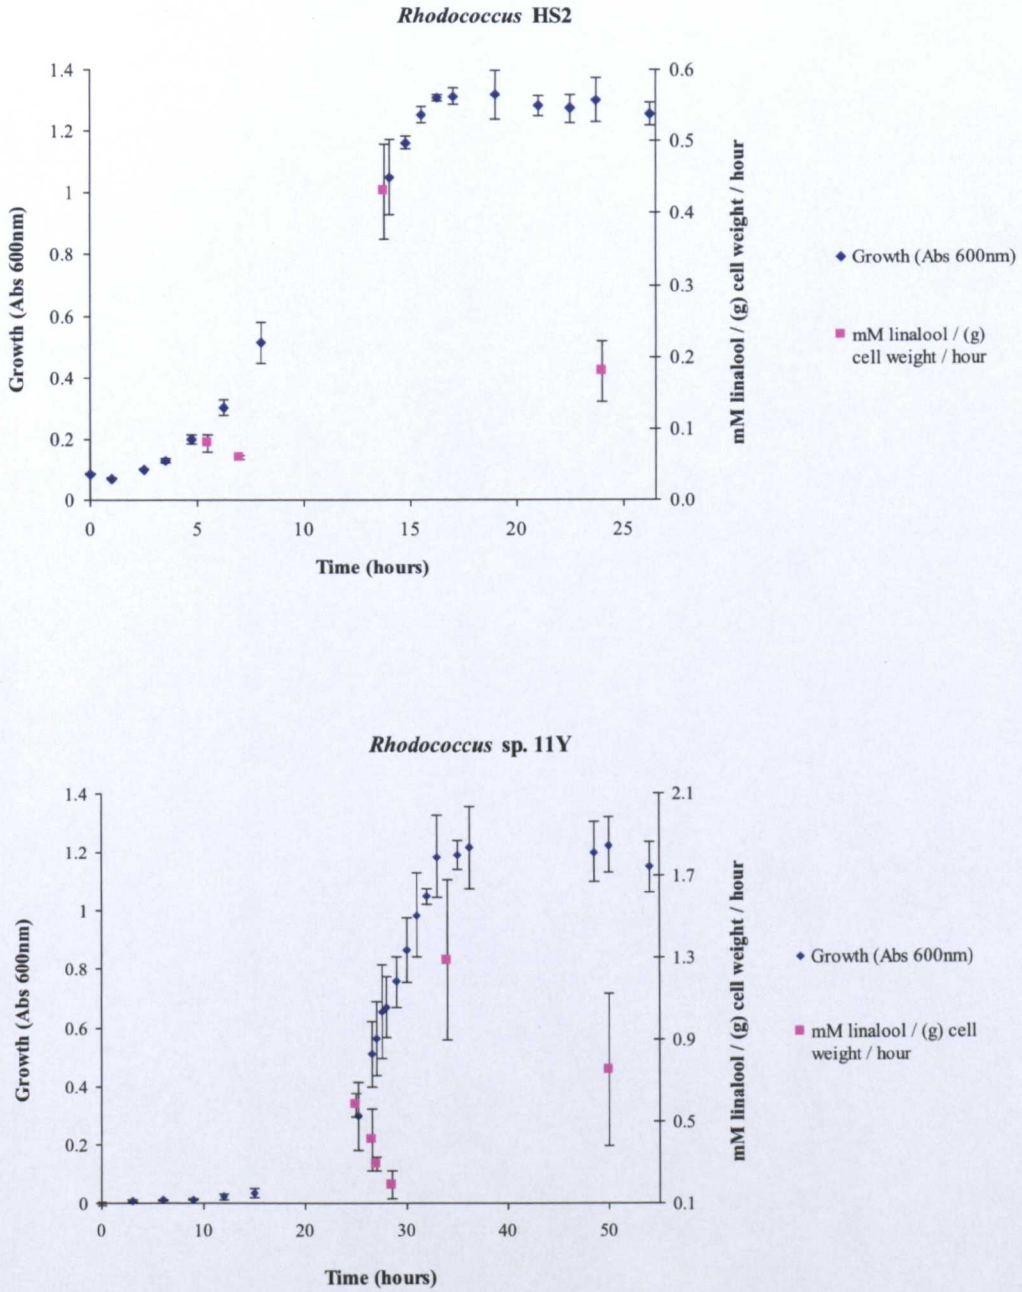 Rhodococcus HS2
1.4
1.2
1
0.8
0.6
0.4
0.2
0
Growth (Abs 600nm)
0.6
0.5
0.4
0.3
0.2
0.1
0.0
mM linalool / (g) cell weight / hour
0 5 10 15 20 25
Time (hours)
Growth (Abs 600nm)
mM linalool / (g)
cell weight / hour
Rhodococcus sp. 11Y
1.4
1.2
1
0.8
0.6
0.4
0.2
0
Growth (Abs 600nm)
2.1
1.7
1.3
0.9
0.5
0.1
mM linalool / (g) cell weight / hour
0 10 20 30 40 50
Time (hours)
Growth (Abs 600nm)
mM linalool / (g) cell
weight / hour